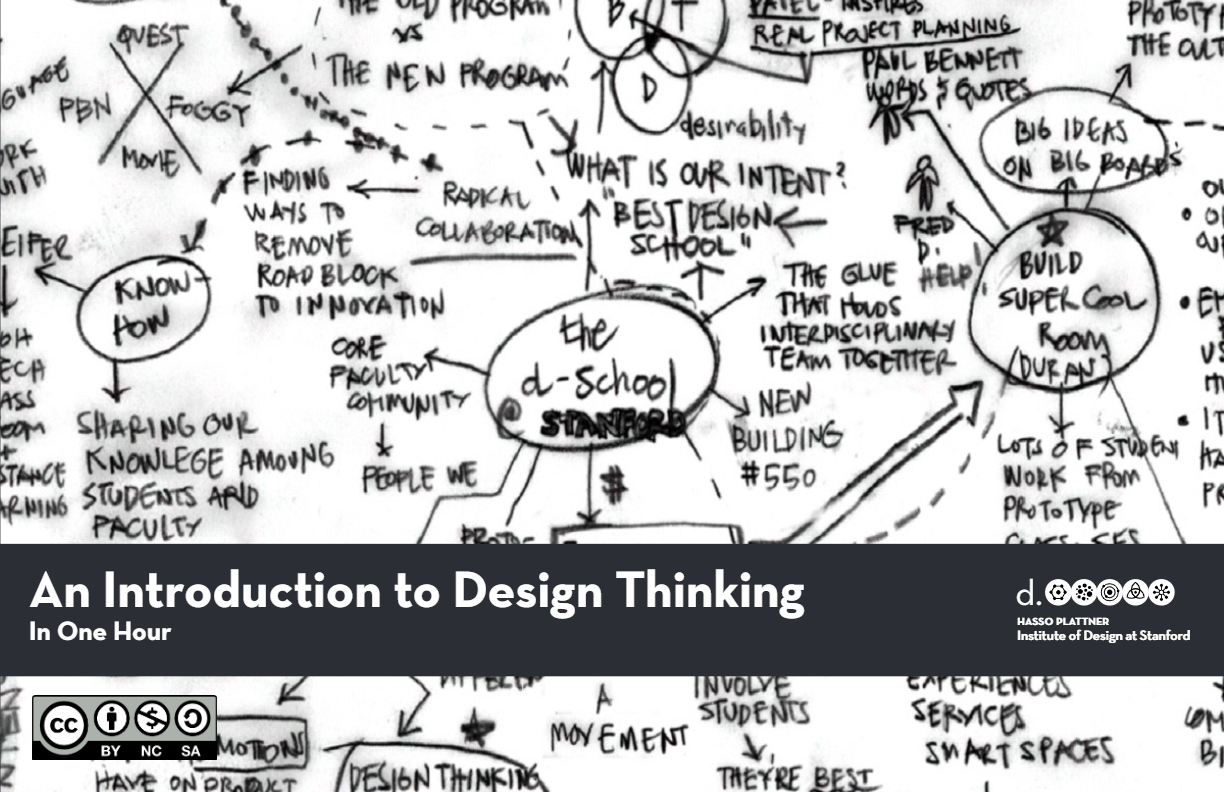 THE OLD PROGRAM
VS
THE NEW PROGRAM
QUEST
PBN
FOGGY
MOVIE
B
T
D
desirability
INSPIRES
REAL PROJECT PLANNING
PAUL BENNETT
WORDS & QUOTES
BIG IDEAS
ON BIG BOARDS
FINDING
WAYS TO
REMOVE
ROAD BLOCK
TO INNOVATION
RADICAL
COLLABORATION
WHAT IS OUR INTENT?
"BEST DESIGN
SCHOOL"
FRED
D.
HELP!
BUILD
SUPER COOL
ROOM
(DURAN)
KNOW-
HOW
SHARING OUR
KNOWLEGE AMOUNG
STUDENTS AND
FACULTY
CORE
FACULTY
COMMUNITY
PEOPLE WE
the
d-school
@ STANFORD
$
THE GLUE
THAT HOLDS
INTERDISCIPLINARY
TEAM TOGETHER
NEW
BUILDING
#550
LOTS OF STUDENT
WORK FROM
PROTOTYPE
CLASSES
An Introduction to Design Thinking
In One Hour
d.
HASSO PLATTNER
Institute of Design at Stanford
cc
BY NC SA
HAVE ON PRODUCT
DESIGN THINKING
A
MOVEMENT
INVOLVE
STUDENTS
THEY'RE BEST
EXPERIENCES
SERVICES
SMART SPACES